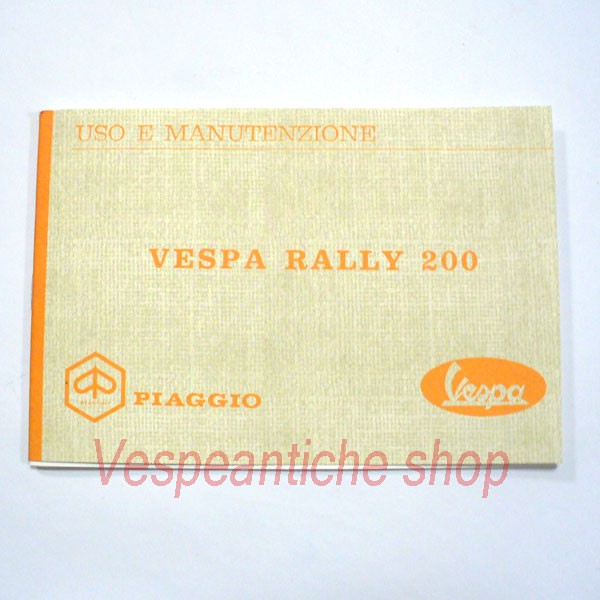 USO E MANUTENZIONE
VESPA RALLY 200
PIAGGIO
Vespa
Vespeantiche shop